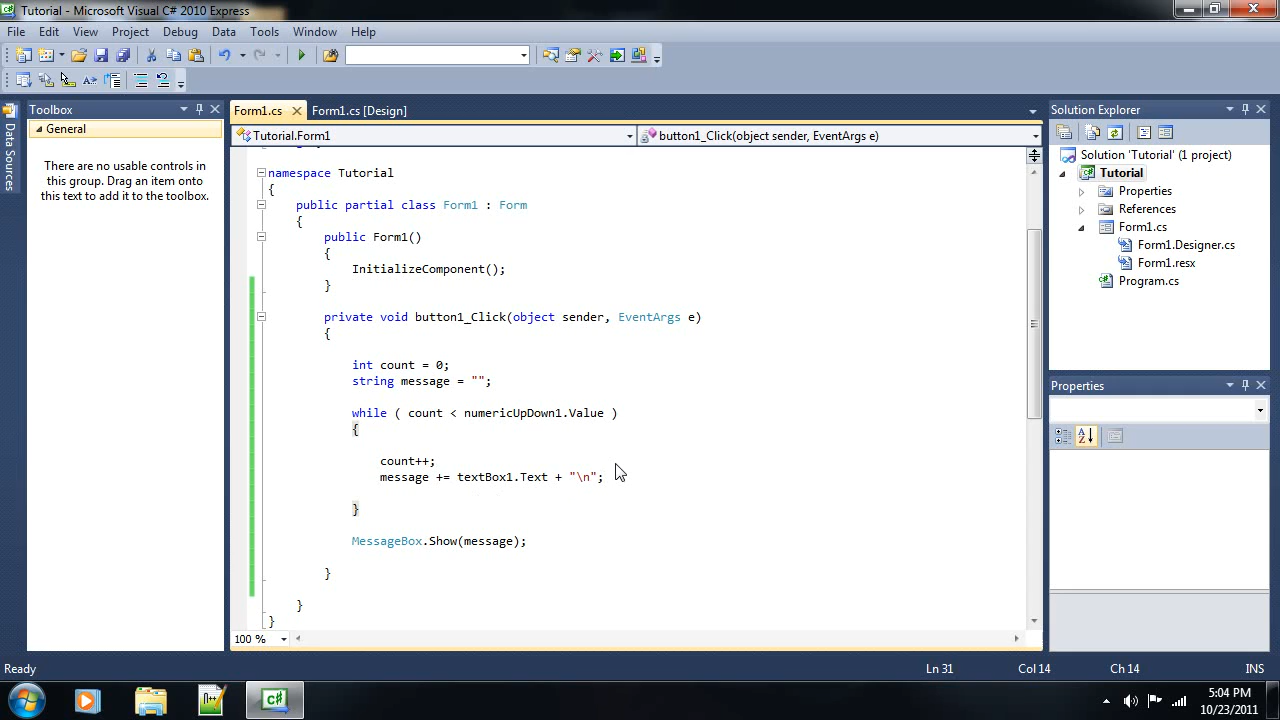 Tutorial - Microsoft Visual C# 2010 Express
File Edit View Project Debug Data Tools Window Help
Toolbox
Form1.cs
Form1.cs [Design]
Solution Explorer
Data Sources
General
There are no usable controls in
this group. Drag an item onto
this text to add it to the toolbox.
Tutorial.Form1
button1_Click(object sender, EventArgs e)
namespace Tutorial
{
public partial class Form1 : Form
{
public Form1()
{
InitializeComponent();
}
private void button1_Click(object sender, EventArgs e)
{
int count = 0;
string message = "";
while ( count < numericUpDown1.Value )
{
count++;
message += textBox1.Text + "\n";
}
MessageBox.Show(message);
}
}
}
100 %
Solution 'Tutorial' (1 project)
Tutorial
Properties
References
Form1.cs
Form1.Designer.cs
Form1.resx
Program.cs
Properties
Ready
Ln 31
Col 14
Ch 14
INS
5:04 PM
10/23/2011